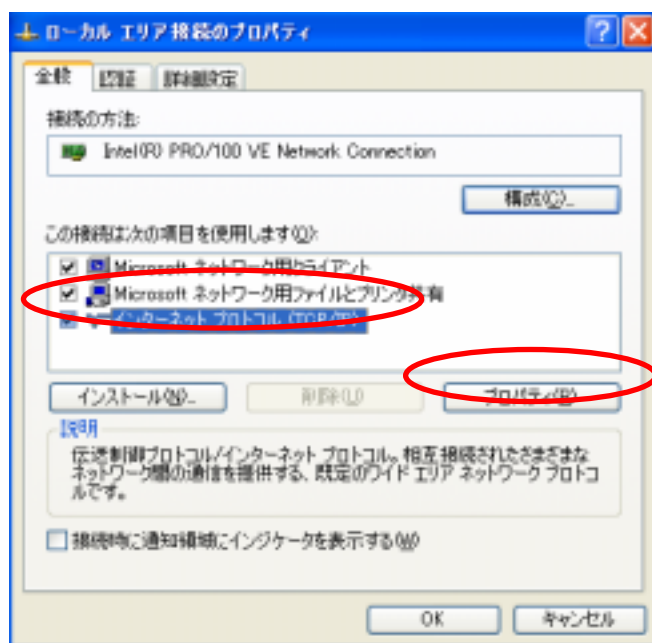 ローカル エリア接続のプロパティ
全般 認証 詳細設定
接続の方法:
Intel(R) PRO/100 VE Network Connection
構成(C)...
この接続は次の項目を使用します(O):
Microsoft ネットワーク用クライアント
Microsoft ネットワーク用ファイルとプリンタ共有
インターネット プロトコル (TCP/IP)
インストール(N)... 削除(U) プロパティ(R)
説明
伝送制御プロトコル/インターネット プロトコル。相互接続されたさまざまな
ネットワーク間の通信を提供する、既定のワイド エリア ネットワーク プロトコ
ルです。
接続時に通知領域にインジケータを表示する(W)
OK キャンセル